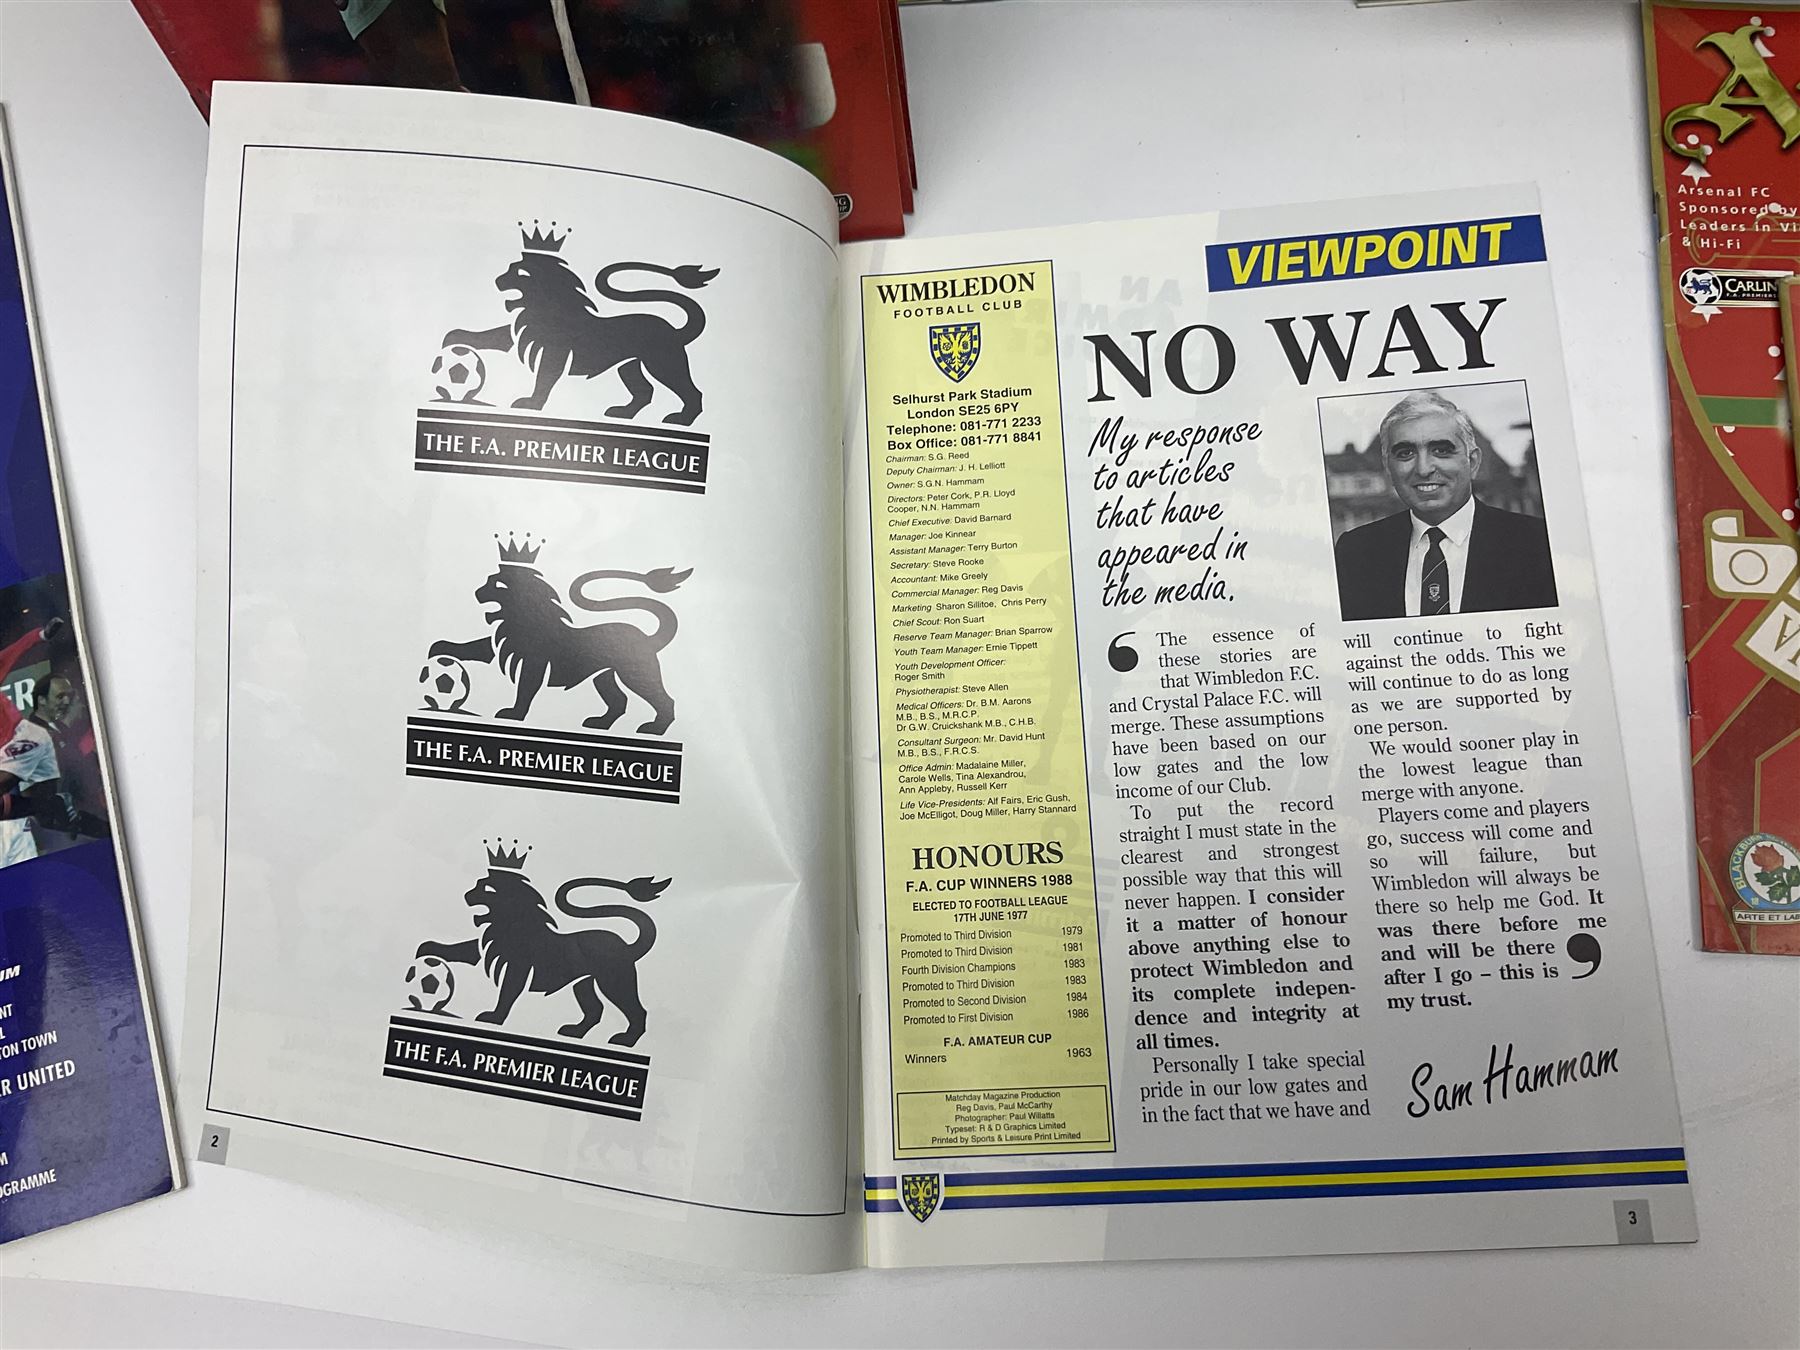 THE F.A. PREMIER LEAGUE
THE F.A. PREMIER LEAGUE
THE F.A. PREMIER LEAGUE
2
WIMBLEDON
FOOTBALL CLUB
Selhurst Park Stadium
London SE25 6PY
Telephone: 081-771 2233
Box Office: 081-771 8841
Chairman: S.G. Reed
Deputy Chairman: J. H. Lelliott
Owner: S.G.N. Hammam
Directors: Peter Cork, P.R. Lloyd
Cooper, N.N. Hammam
Chief Executive: David Barnard
Manager: Joe Kinnear
Assistant Manager: Terry Burton
Secretary: Steve Rooke
Accountant: Mike Greely
Commercial Manager: Reg Davis
Marketing Sharon Sillitoe, Chris Perry
Chief Scout: Ron Suart
Reserve Team Manager: Brian Sparrow
Youth Team Manager: Ernie Tippett
Youth Development Officer:
Roger Smith
Physiotherapist: Steve Allen
Medical Officers: Dr. B.M. Aarons
M.B., B.S., M.R.C.P.
Dr G.W. Cruickshank M.B., C.H.B.
Consultant Surgeon: Mr. David Hunt
M.B., B.S., F.R.C.S.
Office Admin: Madalaine Miller,
Carole Wells, Tina Alexandrou,
Ann Appleby, Russell Kerr
Life Vice-Presidents: Alf Fairs, Eric Gush,
Joe McElligot, Doug Miller, Harry Stannard
HONOURS
F.A. CUP WINNERS 1988
ELECTED TO FOOTBALL LEAGUE
17TH JUNE 1977
Promoted to Third Division 1979
Promoted to Third Division 1981
Fourth Division Champions 1983
Promoted to Third Division 1983
Promoted to Second Division 1984
Promoted to First Division 1986
F.A. AMATEUR CUP
Winners 1963
Matchday Magazine Production
Reg Davis, Paul McCarthy
Photographer: Paul Willatts
Typeset: R & D Graphics Limited
Printed by Sports & Leisure Print Limited
VIEWPOINT
NO WAY
My response
to articles
that have
appeared in
the media.
‘ The essence of
these stories are
that Wimbledon F.C.
and Crystal Palace F.C. will
merge. These assumptions
have been based on our
low gates and the low
income of our Club.
To put the record
straight I must state in the
clearest and strongest
possible way that this will
never happen. I consider
it a matter of honour
above anything else to
protect Wimbledon and
its complete indepen-
dence and integrity at
all times.
Personally I take special
pride in our low gates and
in the fact that we have and
will continue to fight
against the odds. This we
will continue to do as long
as we are supported by
one person.
We would sooner play in
the lowest league than
merge with anyone.
Players come and players
go, success will come and
so will failure, but
Wimbledon will always be
there so help me God. It
was there before me
and will be there
after I go – this is ’
my trust.
Sam Hammam
3
Arsenal FC
Sponsored by
Leaders in
& Hi-Fi
CARLIN
F.A. PREMIERS
BLACKBURN
ARTE ET LAB
TON TOWN
R UNITED
OGRAMME